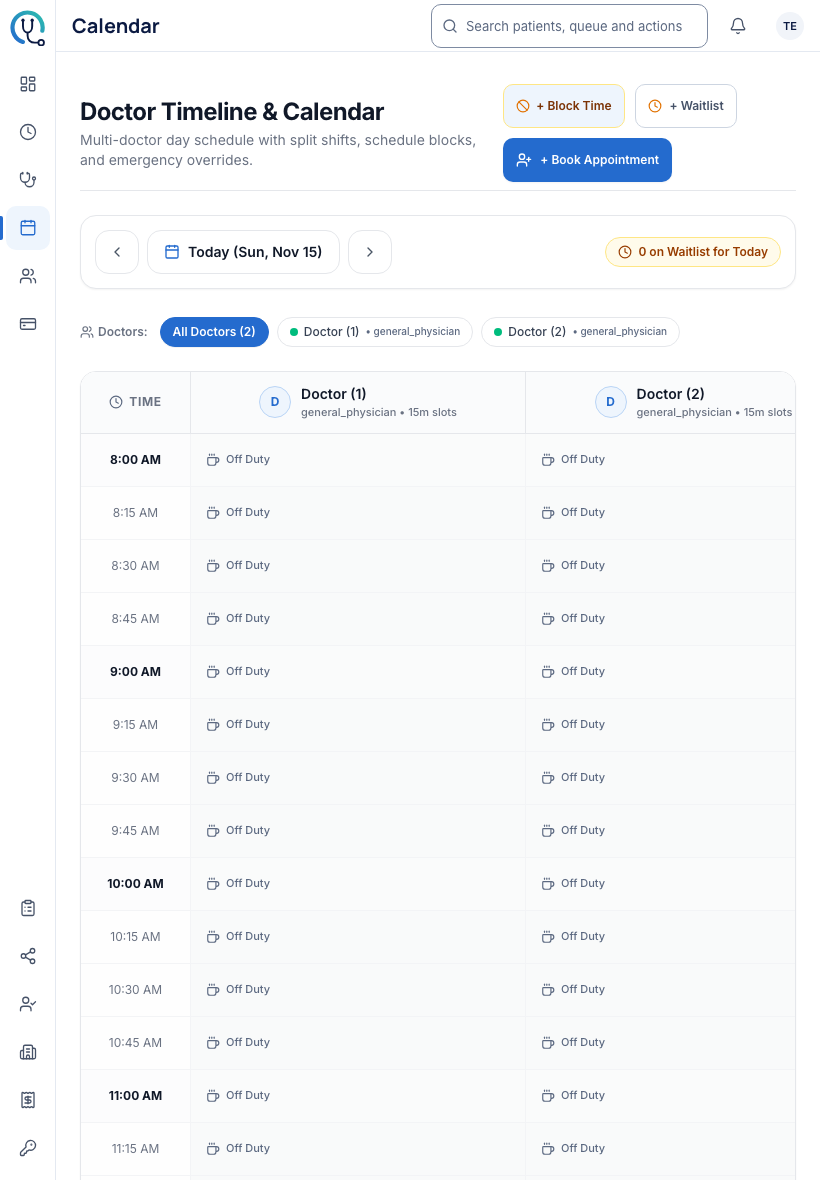 Calendar
Search patients, queue and actions
TE
Doctor Timeline & Calendar
Multi-doctor day schedule with split shifts, schedule blocks,
and emergency overrides.
+ Block Time
+ Waitlist
+ Book Appointment
Today (Sun, Nov 15)
0 on Waitlist for Today
Doctors:
All Doctors (2)
Doctor (1) • general_physician
Doctor (2) • general_physician
TIME
D
Doctor (1)
general_physician • 15m slots
D
Doctor (2)
general_physician • 15m slots
8:00 AM Off Duty Off Duty
8:15 AM Off Duty Off Duty
8:30 AM Off Duty Off Duty
8:45 AM Off Duty Off Duty
9:00 AM Off Duty Off Duty
9:15 AM Off Duty Off Duty
9:30 AM Off Duty Off Duty
9:45 AM Off Duty Off Duty
10:00 AM Off Duty Off Duty
10:15 AM Off Duty Off Duty
10:30 AM Off Duty Off Duty
10:45 AM Off Duty Off Duty
11:00 AM Off Duty Off Duty
11:15 AM Off Duty Off Duty